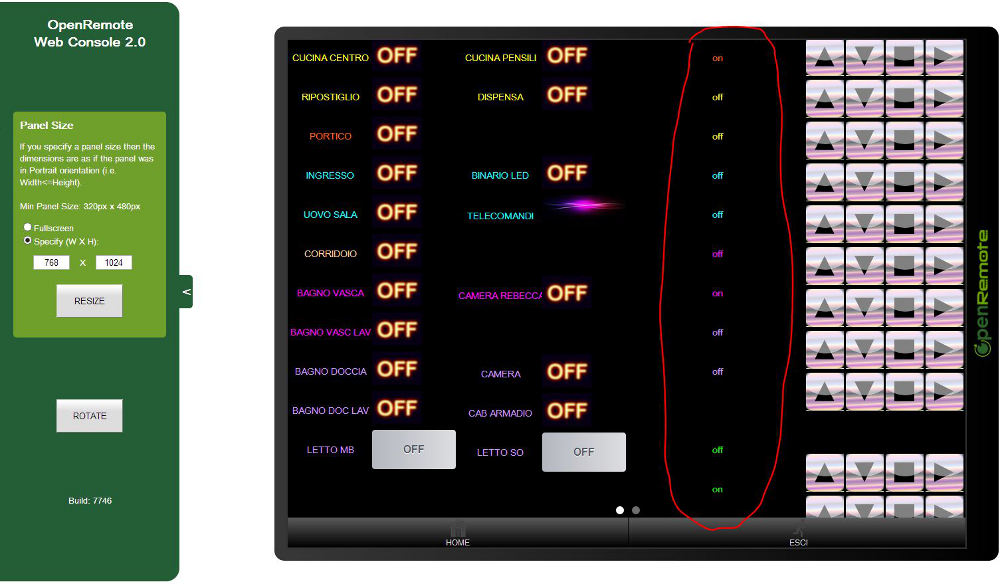 OpenRemote
Web Console 2.0
Panel Size
If you specify a panel size then the
dimensions are as if the panel was
in Portrait orientation (i.e.
Width<=Height).
Min Panel Size: 320px x 480px
Fullscreen
Specify (W X H):
768 X 1024
RESIZE
<
ROTATE
Build: 7746
CUCINA CENTRO OFF CUCINA PENSILI OFF on
RIPOSTIGLIO OFF DISPENSA OFF off
PORTICO OFF off
INGRESSO OFF BINARIO LED OFF off
UOVO SALA OFF TELECOMANDI off
CORRIDOIO OFF off
BAGNO VASCA OFF CAMERA REBECCA OFF on
BAGNO VASC LAV OFF off
BAGNO DOCCIA OFF CAMERA OFF off
BAGNO DOC LAV OFF CAB ARMADIO OFF
LETTO MB OFF LETTO SO OFF off
on
HOME ESCI
OpenRemote